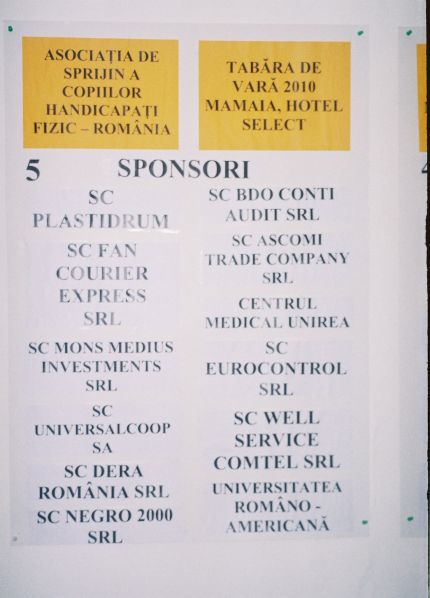 ASOCIAȚIA DE
SPRIJIN A
COPIILOR
HANDICAPAȚI
FIZIC – ROMÂNIA
TABĂRA DE
VARĂ 2010
MAMAIA, HOTEL
SELECT
5 SPONSORI
SC
PLASTIDRUM
SC FAN
COURIER
EXPRESS
SRL
SC MONS MEDIUS
INVESTMENTS
SRL
SC
UNIVERSALCOOP
SA
SC DERA
ROMÂNIA SRL
SC NEGRO 2000
SRL
SC BDO CONTI
AUDIT SRL
SC ASCOMI
TRADE COMPANY
SRL
CENTRUL
MEDICAL UNIREA
SC
EUROCONTROL
SRL
SC WELL
SERVICE
COMTEL SRL
UNIVERSITATEA
ROMÂNO -
AMERICANĂ